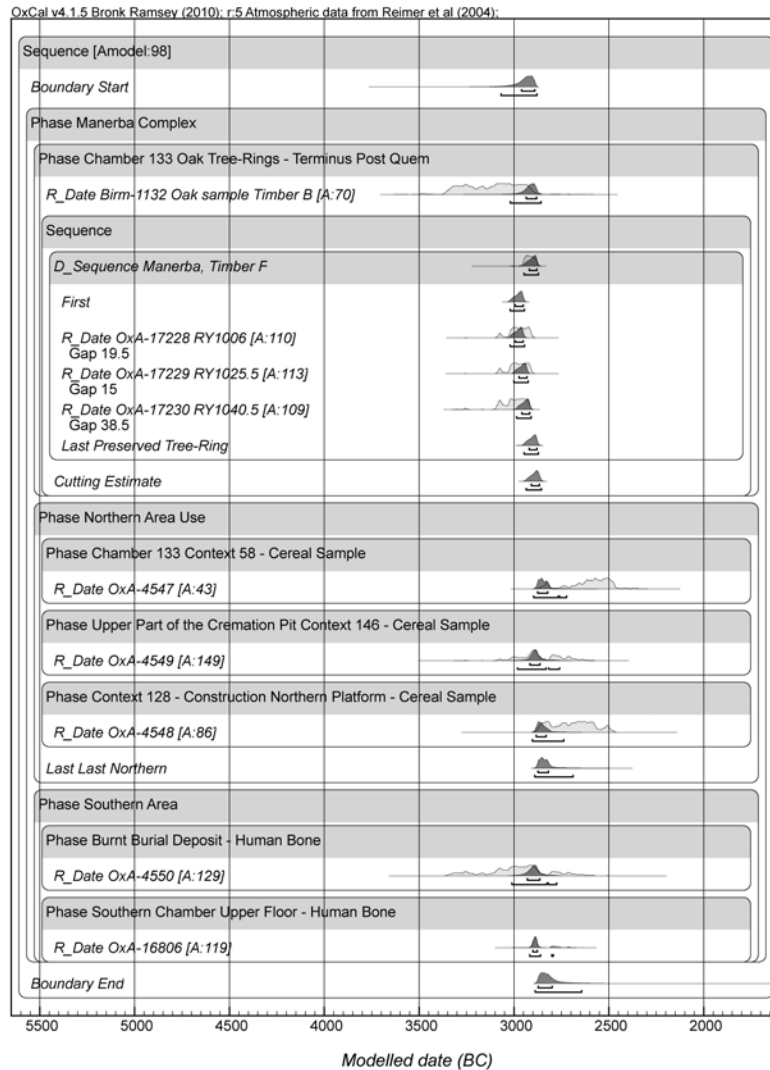 OxCal v4.1.5 Bronk Ramsey (2010); r:5 Atmospheric data from Reimer et al (2004);
Sequence [Amodel:98]
Boundary Start
Phase Manerba Complex
Phase Chamber 133 Oak Tree-Rings - Terminus Post Quem
R_Date Birm-1132 Oak sample Timber B [A:70]
Sequence
D_Sequence Manerba, Timber F
First
R_Date OxA-17228 RY1006 [A:110]
Gap 19.5
R_Date OxA-17229 RY1025.5 [A:113]
Gap 15
R_Date OxA-17230 RY1040.5 [A:109]
Gap 38.5
Last Preserved Tree-Ring
Cutting Estimate
Phase Northern Area Use
Phase Chamber 133 Context 58 - Cereal Sample
R_Date OxA-4547 [A:43]
Phase Upper Part of the Cremation Pit Context 146 - Cereal Sample
R_Date OxA-4549 [A:149]
Phase Context 128 - Construction Northern Platform - Cereal Sample
R_Date OxA-4548 [A:86]
Last Last Northern
Phase Southern Area
Phase Burnt Burial Deposit - Human Bone
R_Date OxA-4550 [A:129]
Phase Southern Chamber Upper Floor - Human Bone
R_Date OxA-16806 [A:119]
Boundary End
5500 5000 4500 4000 3500 3000 2500 2000
Modelled date (BC)